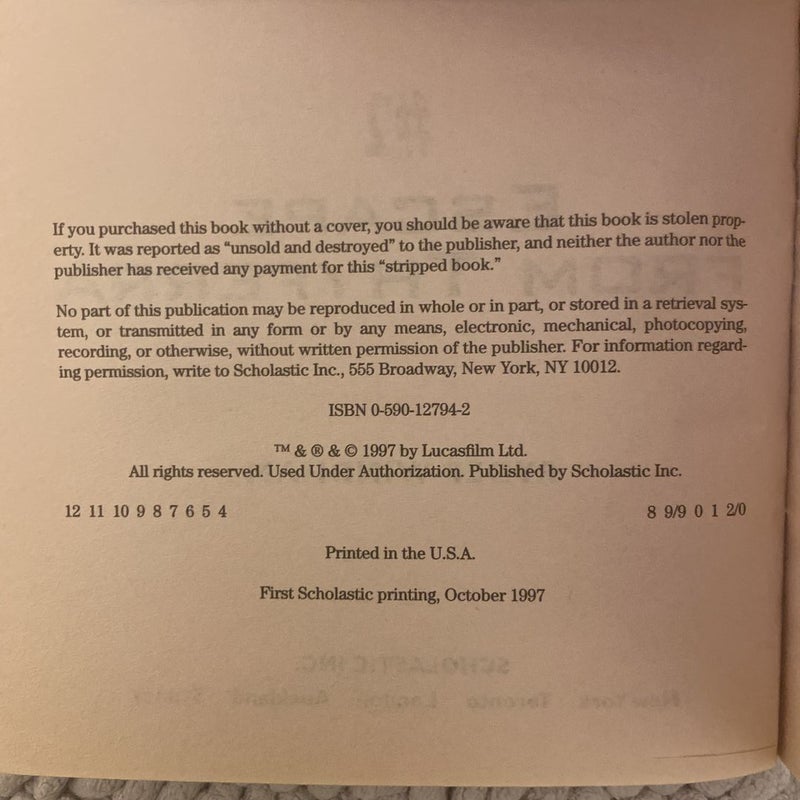 If you purchased this book without a cover, you should be aware that this book is stolen prop-
erty. It was reported as “unsold and destroyed” to the publisher, and neither the author nor the
publisher has received any payment for this “stripped book.”
No part of this publication may be reproduced in whole or in part, or stored in a retrieval sys-
tem, or transmitted in any form or by any means, electronic, mechanical, photocopying,
recording, or otherwise, without written permission of the publisher. For information regard-
ing permission, write to Scholastic Inc., 555 Broadway, New York, NY 10012.
ISBN 0-590-12794-2
™ & ® & © 1997 by Lucasfilm Ltd.
All rights reserved. Used Under Authorization. Published by Scholastic Inc.
12 11 10 9 8 7 6 5 4 8 9/9 0 1 2/0
Printed in the U.S.A.
First Scholastic printing, October 1997